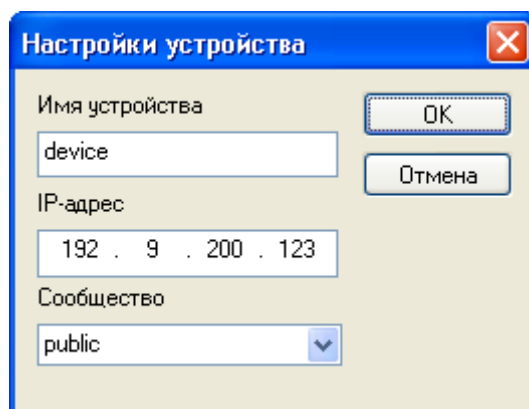 Настройки устройства
Имя устройства
OK
device
Отмена
IP-адрес
192 . 9 . 200 . 123
Сообщество
public